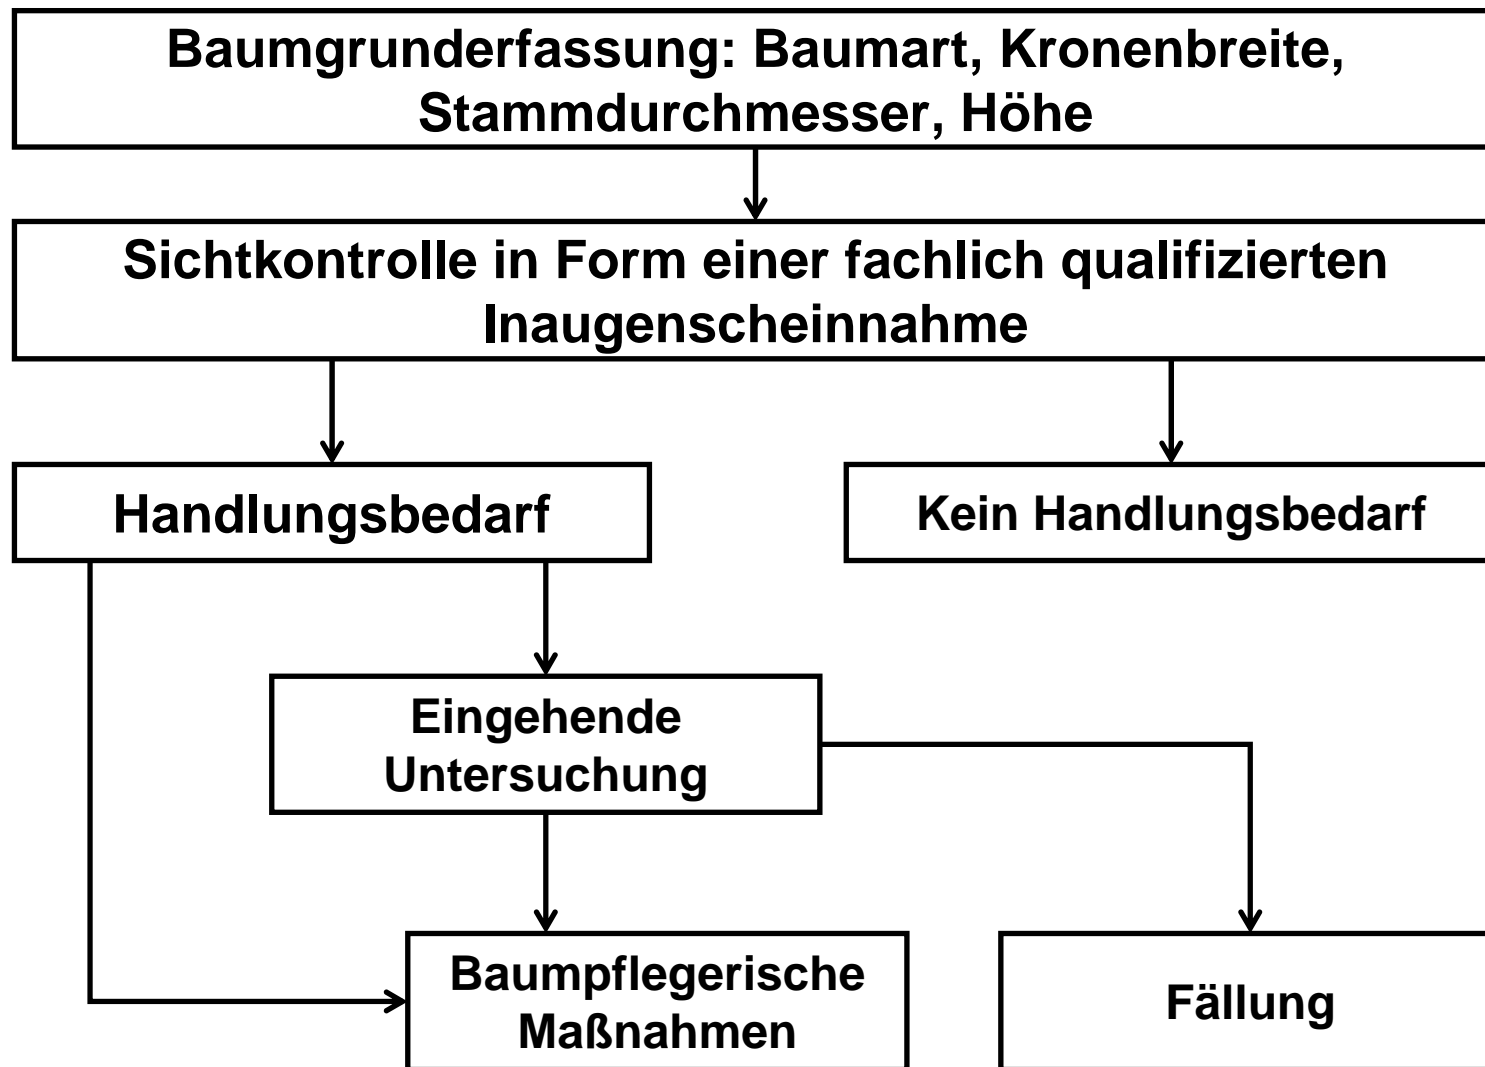 Baumgrunderfassung: Baumart, Kronenbreite,
Stammdurchmesser, Höhe
Sichtkontrolle in Form einer fachlich qualifizierten
Inaugenscheinnahme
Handlungsbedarf
Kein Handlungsbedarf
Eingehende
Untersuchung
Baumpflegerische
Maßnahmen
Fällung